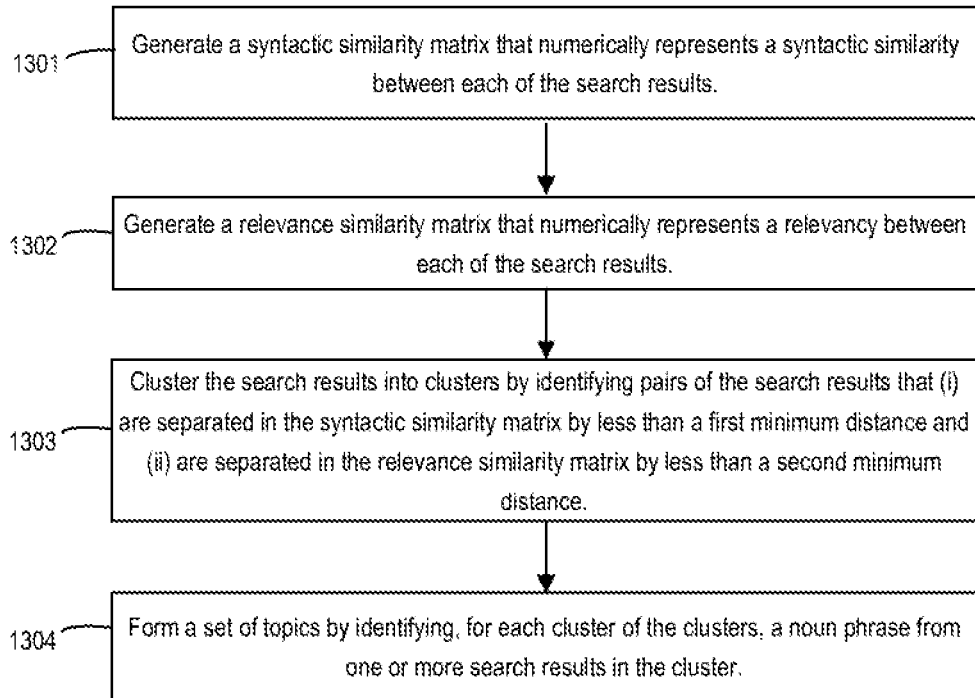 1301
Generate a syntactic similarity matrix that numerically represents a syntactic similarity
between each of the search results.
1302
Generate a relevance similarity matrix that numerically represents a relevancy between
each of the search results.
1303
Cluster the search results into clusters by identifying pairs of the search results that (i)
are separated in the syntactic similarity matrix by less than a first minimum distance and
(ii) are separated in the relevance similarity matrix by less than a second minimum
distance.
1304
Form a set of topics by identifying, for each cluster of the clusters, a noun phrase from
one or more search results in the cluster.